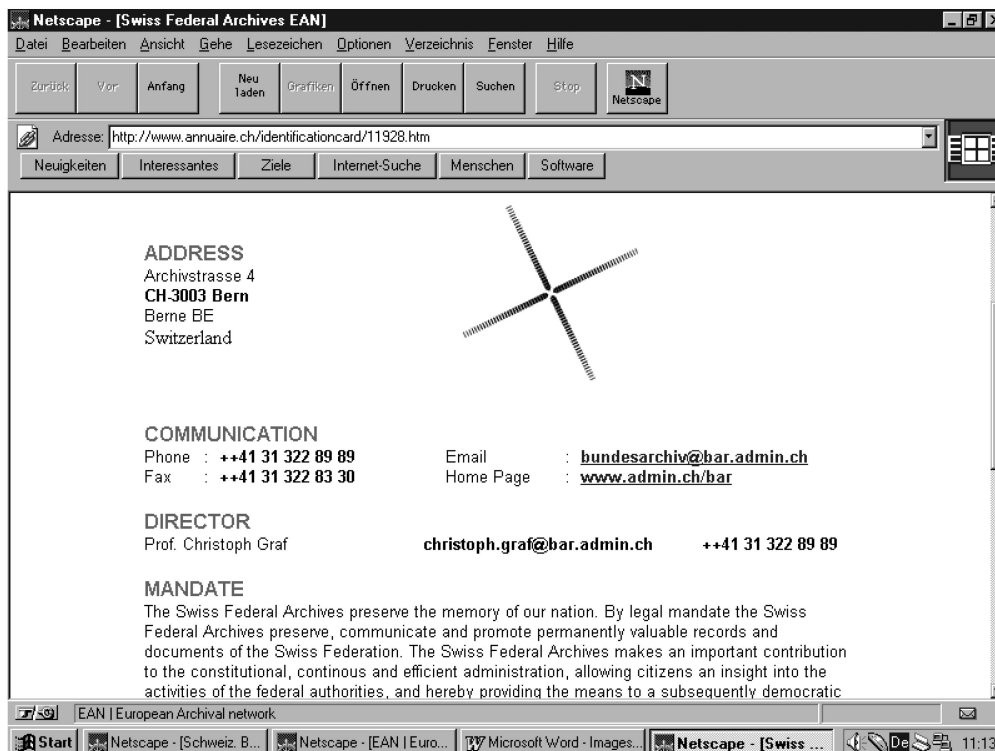 Netscape - [Swiss Federal Archives EAN]
Datei Bearbeiten Ansicht Gehe Lesezeichen Optionen Verzeichnis Fenster Hilfe
Zurück Vor Anfang Neu laden Grafiken Öffnen Drucken Suchen Stop N Netscape
Adresse: http://www.annuaire.ch/identificationcard/11928.htm
Neuigkeiten Interessantes Ziele Internet-Suche Menschen Software
ADDRESS
Archivstrasse 4
CH-3003 Bern
Berne BE
Switzerland
COMMUNICATION
Phone : ++41 31 322 89 89 Email : bundesarchiv@bar.admin.ch
Fax : ++41 31 322 83 30 Home Page : www.admin.ch/bar
DIRECTOR
Prof. Christoph Graf christoph.graf@bar.admin.ch ++41 31 322 89 89
MANDATE
The Swiss Federal Archives preserve the memory of our nation. By legal mandate the Swiss
Federal Archives preserve, communicate and promote permanently valuable records and
documents of the Swiss Federation. The Swiss Federal Archives makes an important contribution
to the constitutional, continous and efficient administration, allowing citizens an insight into the
activities of the federal authorities, and hereby providing the means to a subsequently democratic
EAN | European Archival network
Start Netscape - [Schweiz. B... Netscape - [EAN | Euro... Microsoft Word - Images... Netscape - [Swiss ... De 11:13